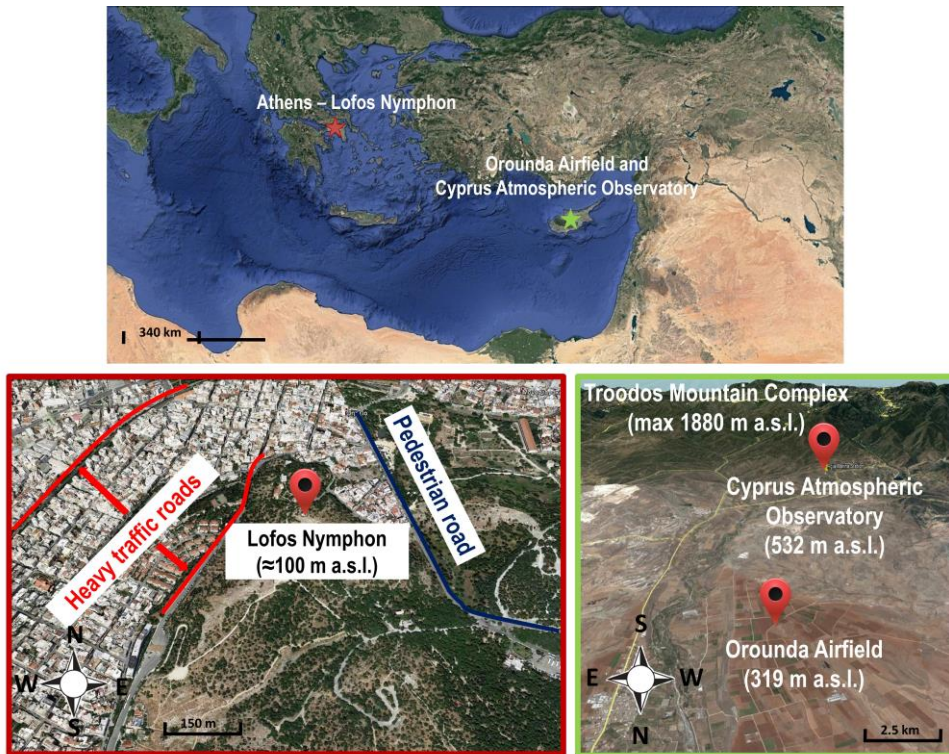 Athens – Lofos Nymphon
Orounda Airfield and
Cyprus Atmospheric Observatory
340 km
Heavy traffic roads
Lofos Nymphon
(≈100 m a.s.l.)
Pedestrian road
N
W
E
S
150 m
Troodos Mountain Complex
(max 1880 m a.s.l.)
Cyprus Atmospheric
Observatory
(532 m a.s.l.)
Orounda Airfield
(319 m a.s.l.)
S
E
W
N
2.5 km